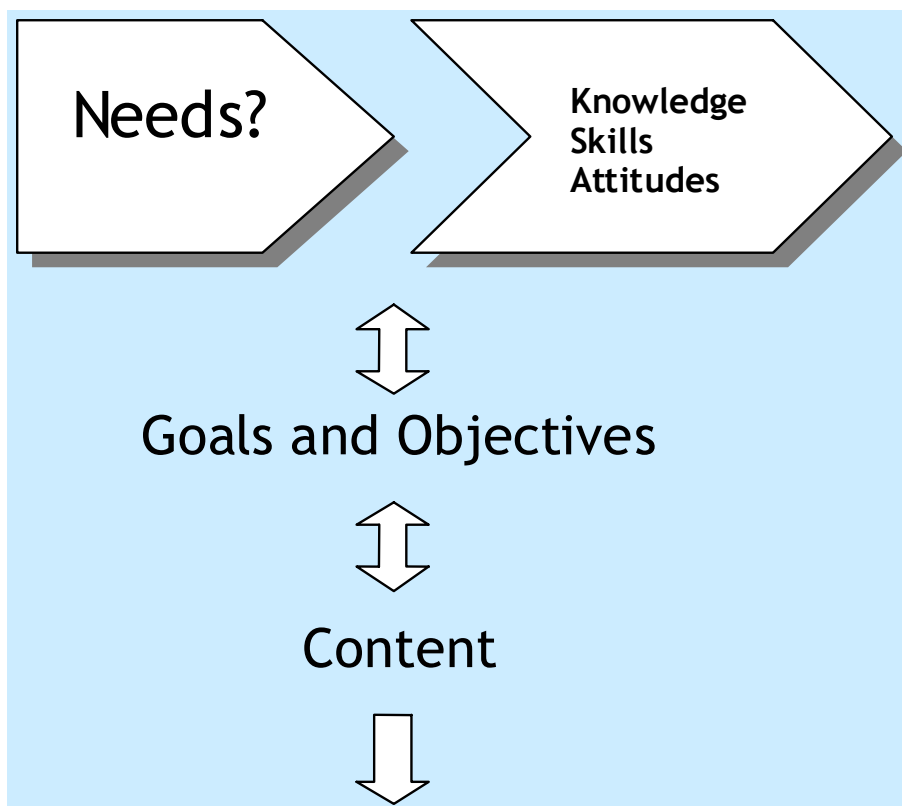 Needs?
Knowledge
Skills
Attitudes
Goals and Objectives
Content